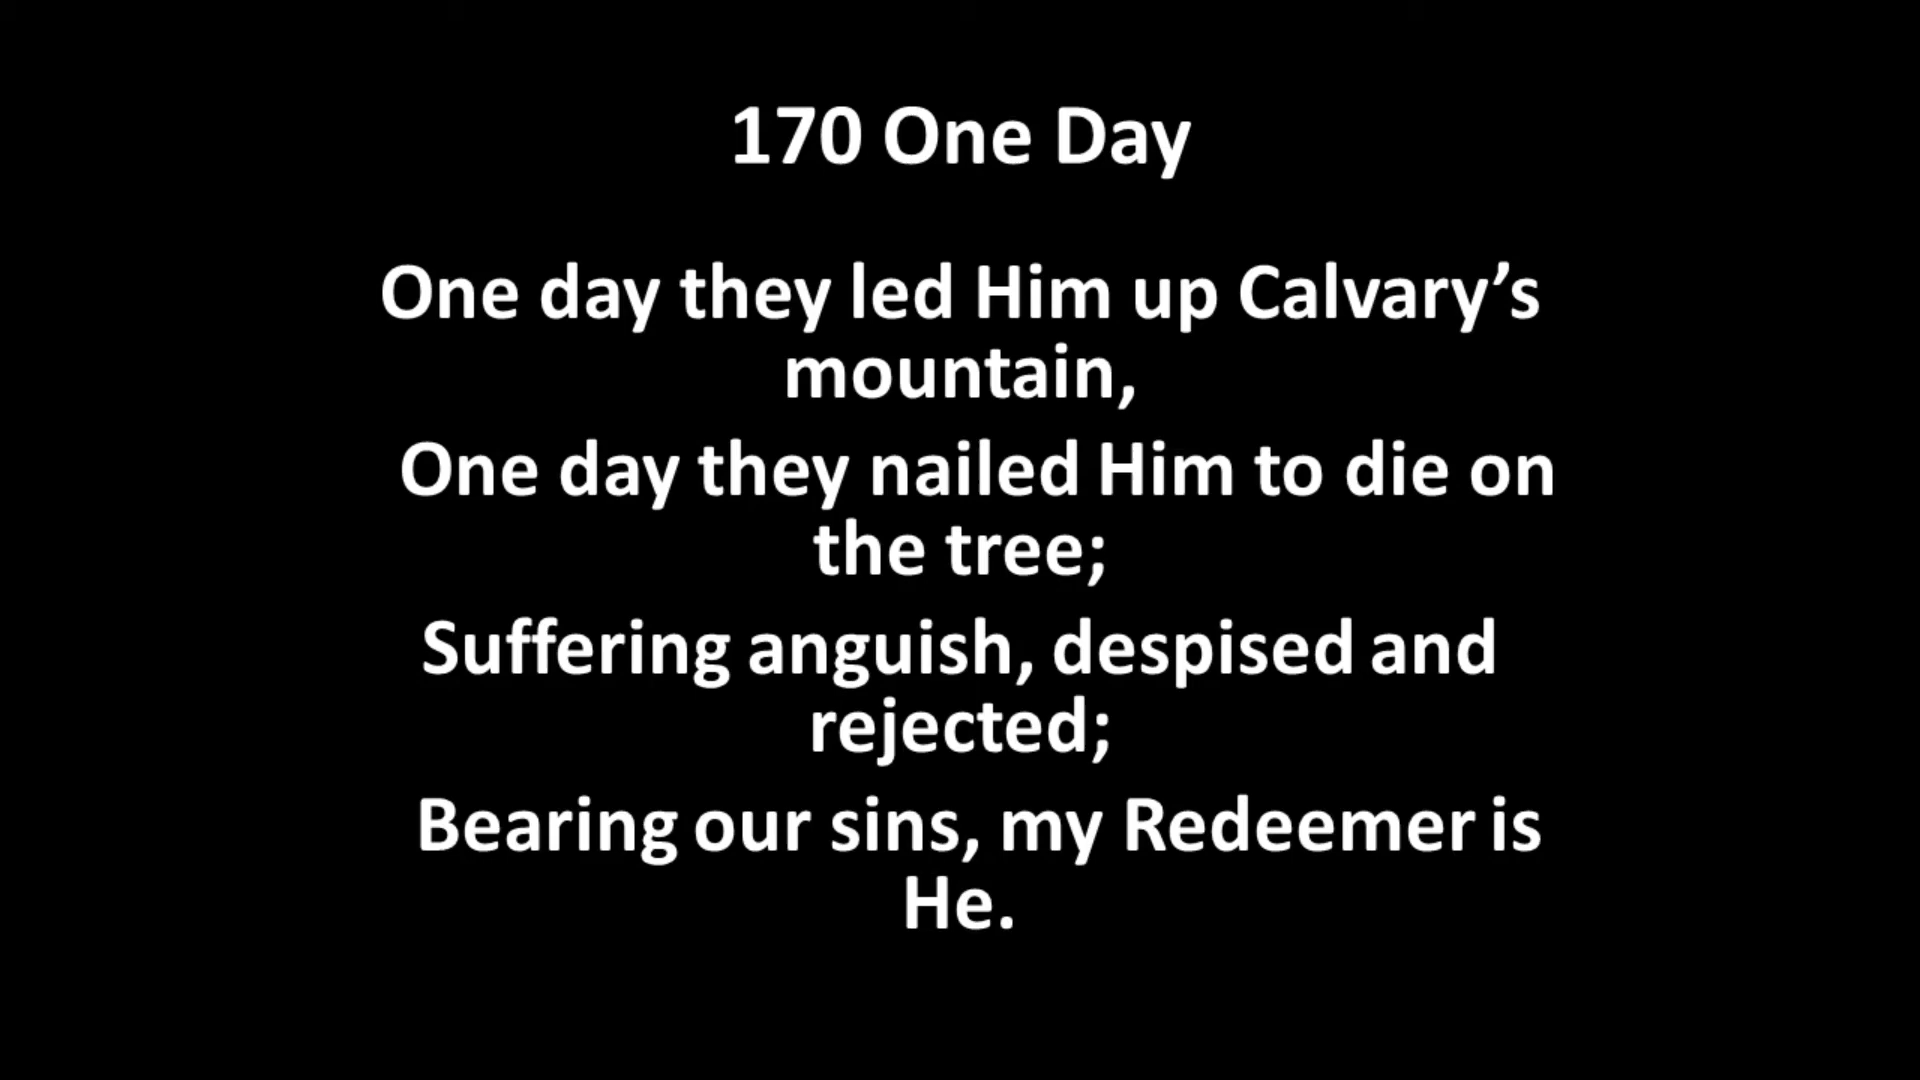 170 One Day
One day they led Him up Calvary’s
mountain,
One day they nailed Him to die on
the tree;
Suffering anguish, despised and
rejected;
Bearing our sins, my Redeemer is
He.